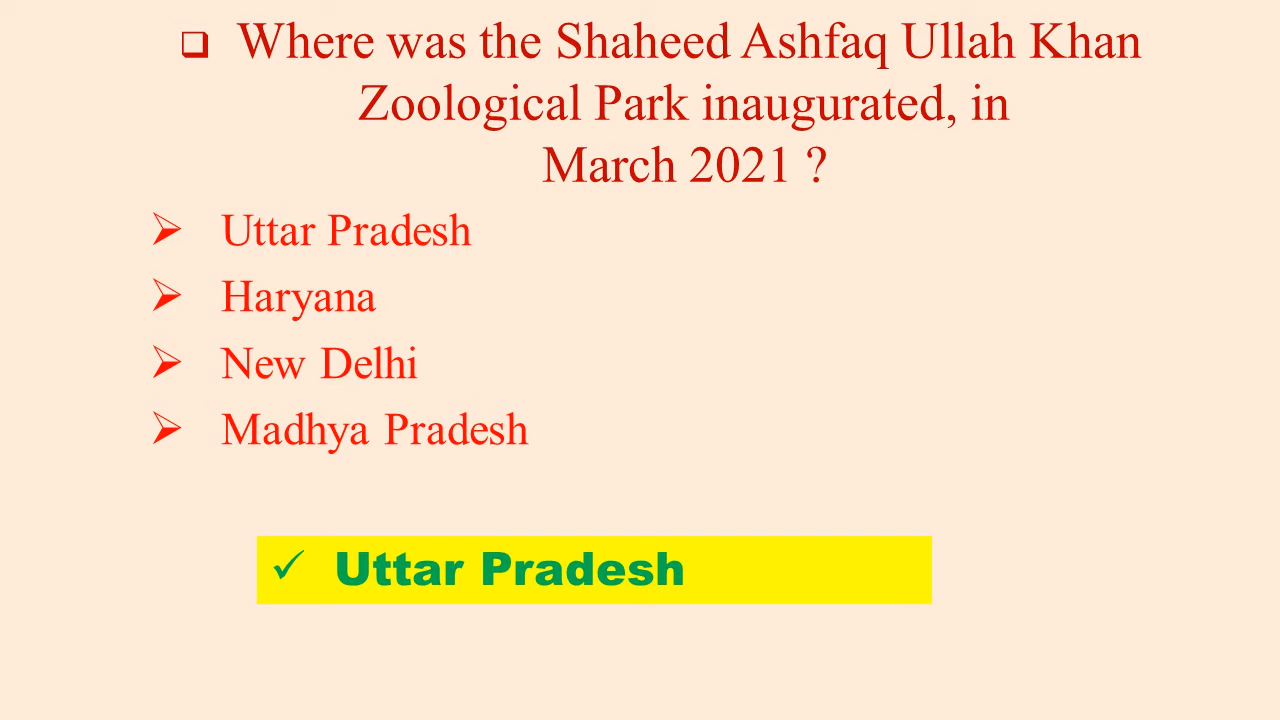 ❑ Where was the Shaheed Ashfaq Ullah Khan
Zoological Park inaugurated, in
March 2021 ?
➢ Uttar Pradesh
➢ Haryana
➢ New Delhi
➢ Madhya Pradesh
✓ Uttar Pradesh